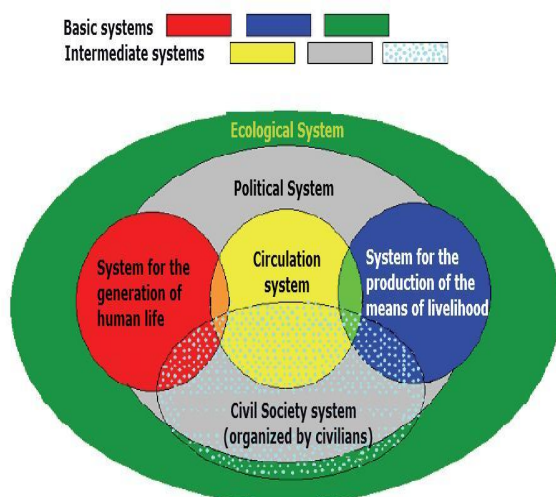 Basic systems
Intermediate systems
Ecological System
Political System
System for the
generation of
human life
Circulation
system
System for the
production of the
means of livelihood
Civil Society system
(organized by civilians)